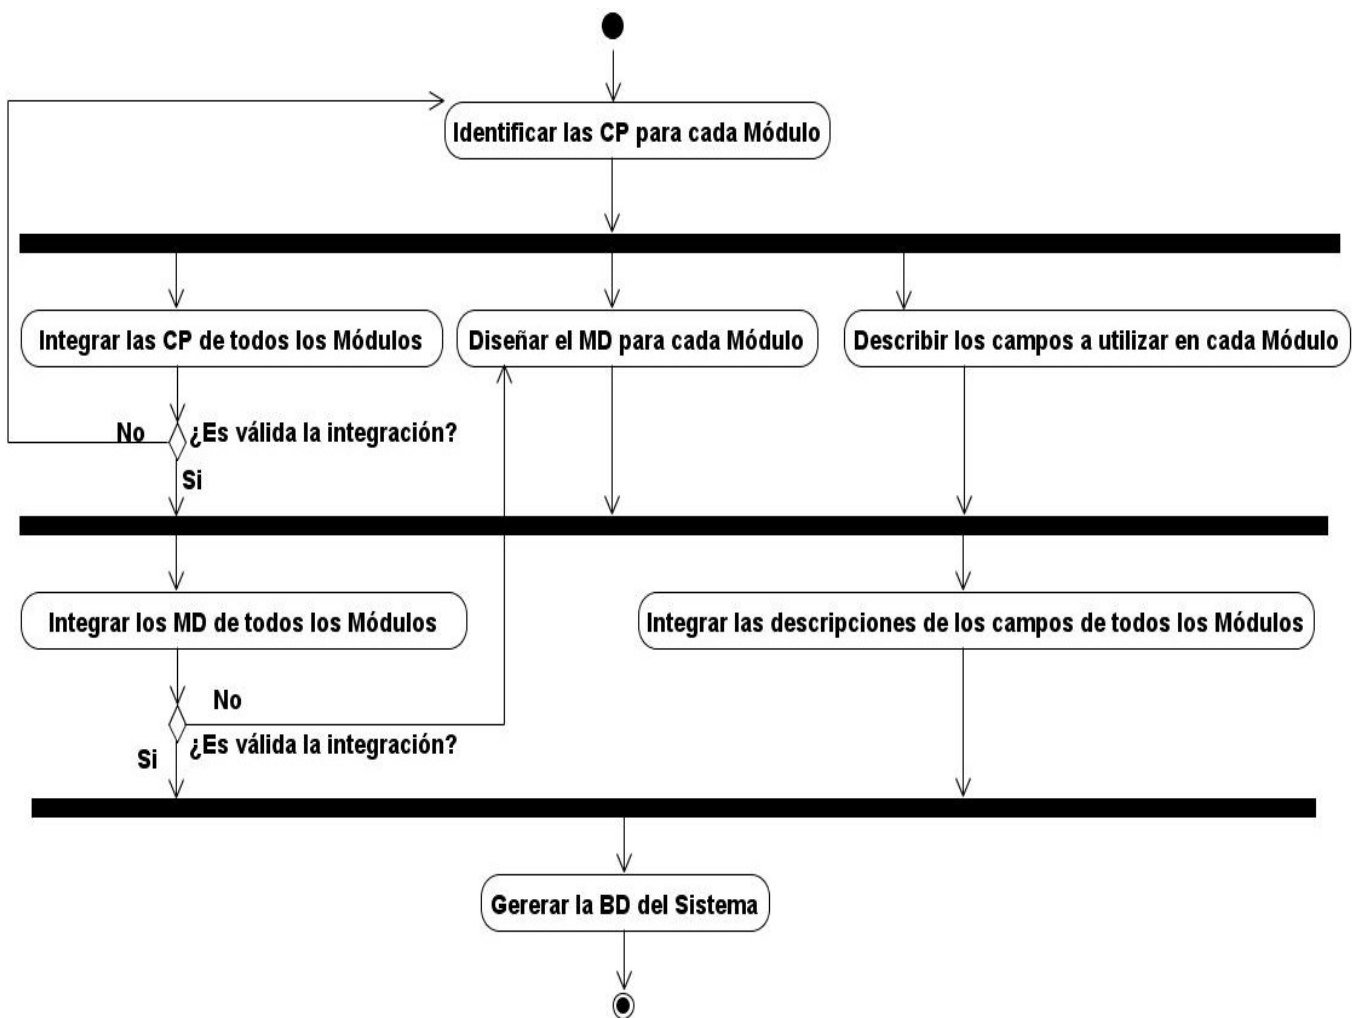 Identificar las CP para cada Módulo
Integrar las CP de todos los Módulos
Diseñar el MD para cada Módulo
Describir los campos a utilizar en cada Módulo
No
¿Es válida la integración?
Si
Integrar los MD de todos los Módulos
Integrar las descripciones de los campos de todos los Módulos
No
¿Es válida la integración?
Si
Gererar la BD del Sistema